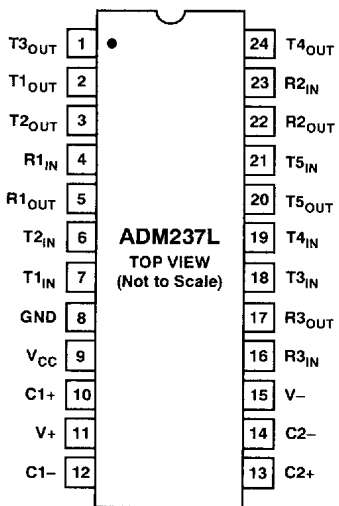 T3OUT 1 24 T4OUT
T1OUT 2 23 R2IN
T2OUT 3 22 R2OUT
R1IN 4 21 T5IN
R1OUT 5 20 T5OUT
T2IN 6 ADM237L 19 T4IN
TOP VIEW
T1IN 7 (Not to Scale) 18 T3IN
GND 8 17 R3OUT
VCC 9 16 R3IN
C1+ 10 15 V–
V+ 11 14 C2–
C1– 12 13 C2+